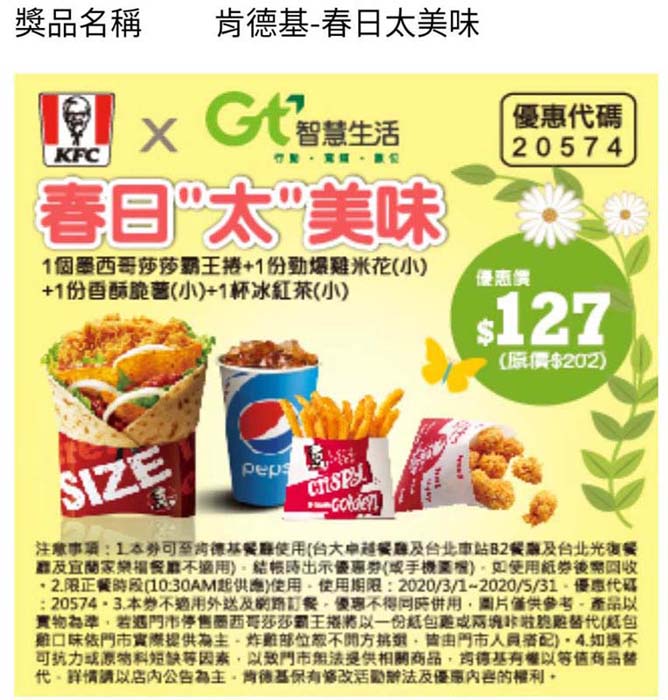 獎品名稱 肯德基-春日太美味
KFC X Gt 智慧生活
行動·寬頻·數位
優惠代碼
20574
春日"太"美味
1個墨西哥莎莎霸王捲+1份勁爆雞米花(小)
+1份香酥脆薯(小)+1杯冰紅茶(小)
優惠價
$127
(原價$202)
SIZE
peps
crispy
Golden
注意事項：1.本券可至肯德基餐廳使用(台大卓越餐廳及台北車站B2餐廳及台北光復餐
廳及宜蘭家樂福餐廳不適用)。結帳時出示優惠券(或手機圖檔)。如使用紙券後需回收
。2.限正餐時段(10:30AM起供應)使用。使用期限：2020/3/1~2020/5/31。優惠代碼
：20574。3.本券不適用外送及網路訂餐。優惠不得同時併用。圖片僅供參考。產品以
實物為準。若遇門市停售墨西哥莎莎霸王捲將以一份紙包雞或兩塊咔啦脆雞替代(紙包
雞口味依門市實際提供為主。炸雞部位恕不開方挑選。皆由門市人員搭配)。4.如遇不
可抗力或原物料短缺等因素，以致門市無法提供相關商品，肯德基有權以等值商品替
代。詳情請以店內公告為主。肯德基保有修改活動辦法及優惠內容的權利。